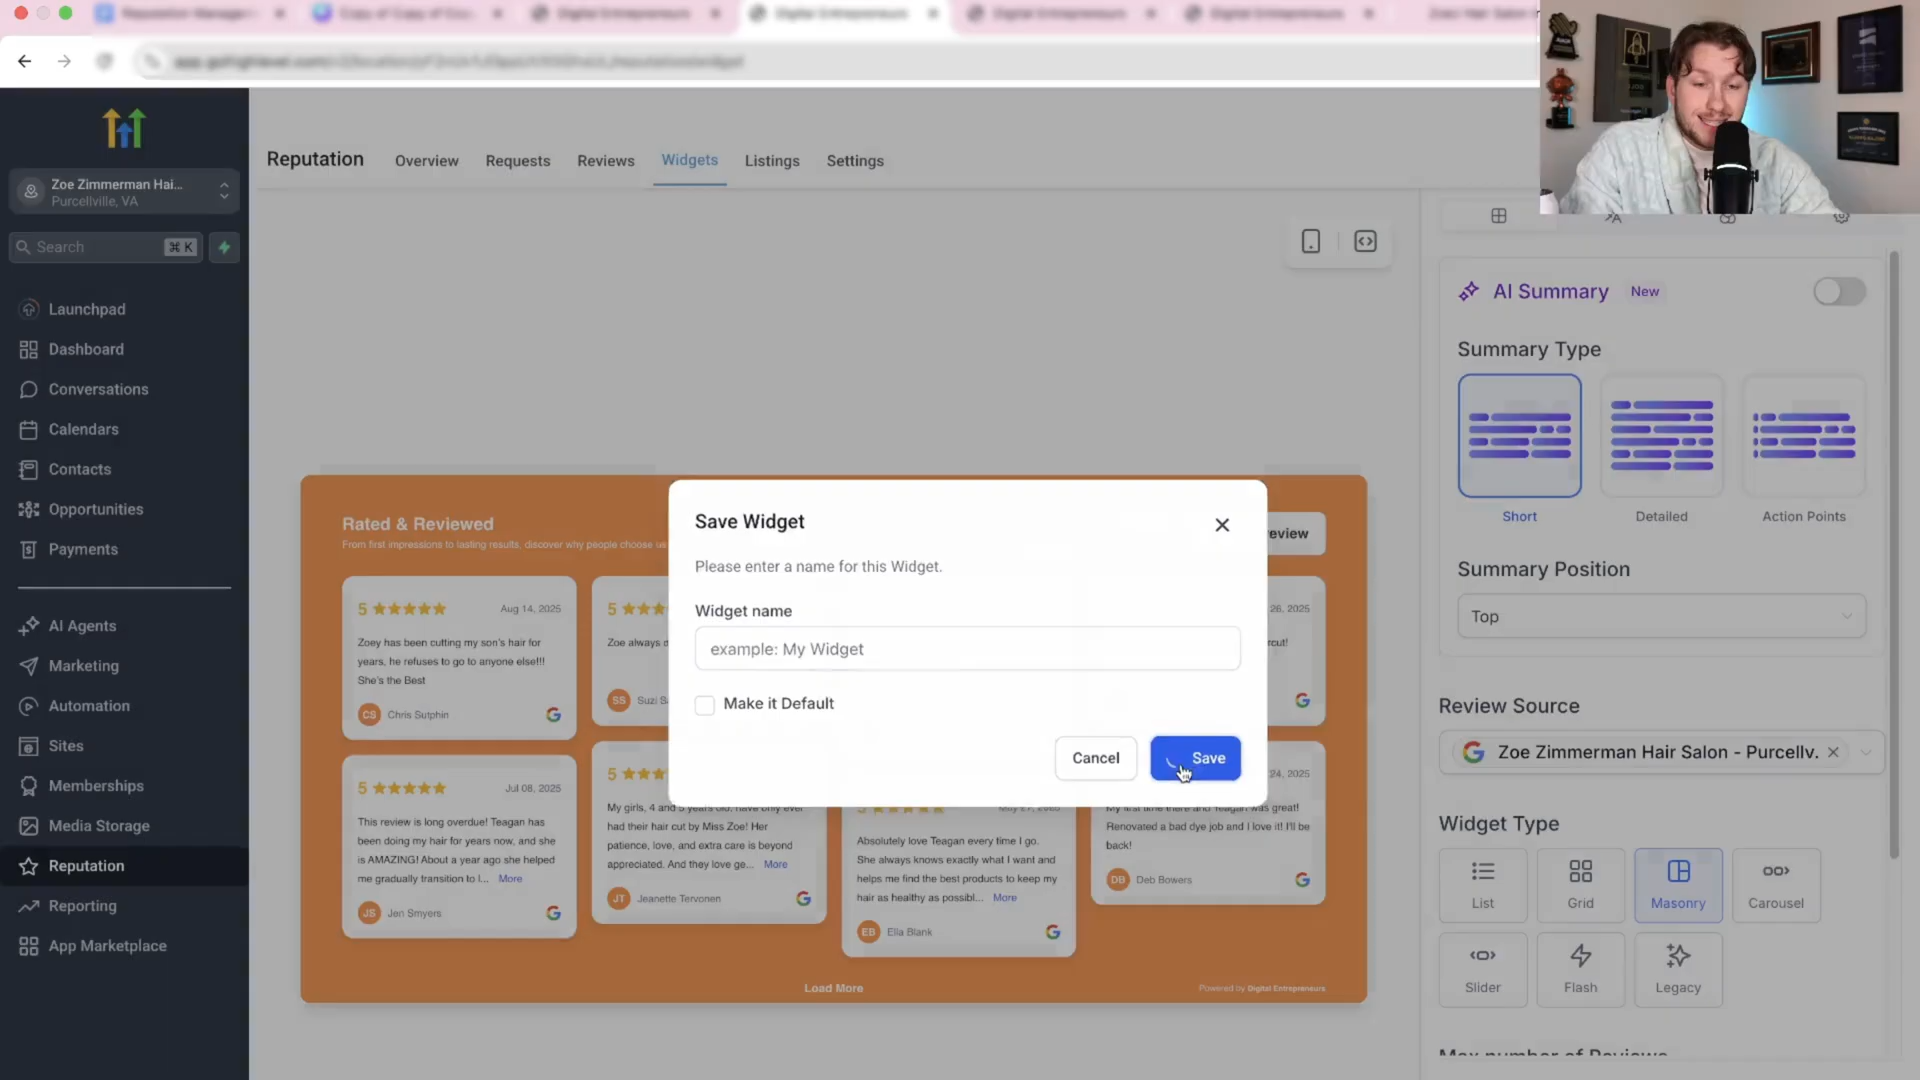 Zoe Zimmerman Hai...
Purcellville, VA
Search
⌘ K
Launchpad
Dashboard
Conversations
Calendars
Contacts
Opportunities
Payments
AI Agents
Marketing
Automation
Sites
Memberships
Media Storage
Reputation
Reporting
App Marketplace
Reputation
Overview
Requests
Reviews
Widgets
Listings
Settings
Rated & Reviewed
From first impressions to lasting results, discover why people choose us
5
Aug 14, 2025
Zoey has been cutting my son's hair for
years, he refuses to go to anyone else!!!
She's the Best
CS
Chris Sutphin
5
Jul 08, 2025
This review is long overdue! Teagan has
been doing my hair for years now, and she
is AMAZING! About a year ago she helped
me gradually transition to l... More
JS
Jen Smyers
5
Zoe always
SS
Suzi
5
My girls, 4 and 5 years old, have only ever
had their hair cut by Miss Zoe! Her
patience, love, and extra care is beyond
appreciated. And they love ge... More
JT
Jeanette Tervonen
Absolutely love Teagan every time I go.
She always knows exactly what I want and
helps me find the best products to keep my
hair as healthy as possibl... More
EB
Ella Blank
26, 2025
24, 2025
My first time there and Teagan was great!
Renovated a bad dye job and I love it! I'll be
back!
DB
Deb Bowers
Load More
Powered by Digital Entrepreneurs
Save Widget
Please enter a name for this Widget.
Widget name
example: My Widget
Make it Default
Cancel
Save
AI Summary
New
Summary Type
Short
Detailed
Action Points
Summary Position
Top
Review Source
Zoe Zimmerman Hair Salon - Purcellv.
Widget Type
List
Grid
Masonry
Carousel
Slider
Flash
Legacy
Max number of Reviews